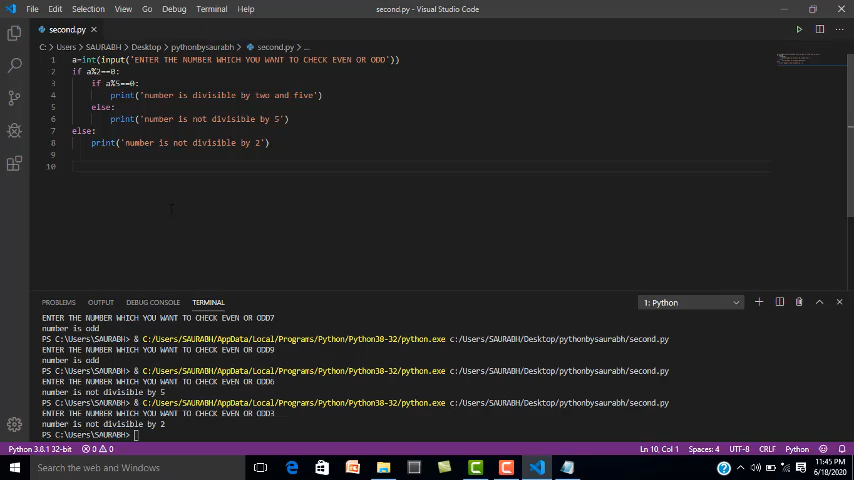 File Edit Selection View Go Debug Terminal Help second.py - Visual Studio Code
second.py
C: > Users > SAURABH > Desktop > pythonbysaurabh > second.py > ...
1 a=int(input('ENTER THE NUMBER WHICH YOU WANT TO CHECK EVEN OR ODD'))
2 if a%2==0:
3 if a%5==0:
4 print('number is divisible by two and five')
5 else:
6 print('number is not divisible by 5')
7 else:
8 print('number is not divisible by 2')
9
10
PROBLEMS OUTPUT DEBUG CONSOLE TERMINAL 1: Python
ENTER THE NUMBER WHICH YOU WANT TO CHECK EVEN OR ODD7
number is odd
PS C:\Users\SAURABH> & C:/Users/SAURABH/AppData/Local/Programs/Python/Python38-32/python.exe c:/Users/SAURABH/Desktop/pythonbysaurabh/second.py
ENTER THE NUMBER WHICH YOU WANT TO CHECK EVEN OR ODD9
number is odd
PS C:\Users\SAURABH> & C:/Users/SAURABH/AppData/Local/Programs/Python/Python38-32/python.exe c:/Users/SAURABH/Desktop/pythonbysaurabh/second.py
ENTER THE NUMBER WHICH YOU WANT TO CHECK EVEN OR ODD6
number is not divisible by 5
PS C:\Users\SAURABH> & C:/Users/SAURABH/AppData/Local/Programs/Python/Python38-32/python.exe c:/Users/SAURABH/Desktop/pythonbysaurabh/second.py
ENTER THE NUMBER WHICH YOU WANT TO CHECK EVEN OR ODD3
number is not divisible by 2
PS C:\Users\SAURABH>
Python 3.8.1 32-bit 0 0 Ln 10, Col 1 Spaces: 4 UTF-8 CRLF Python
Search the web and Windows 11:45 PM
6/18/2020